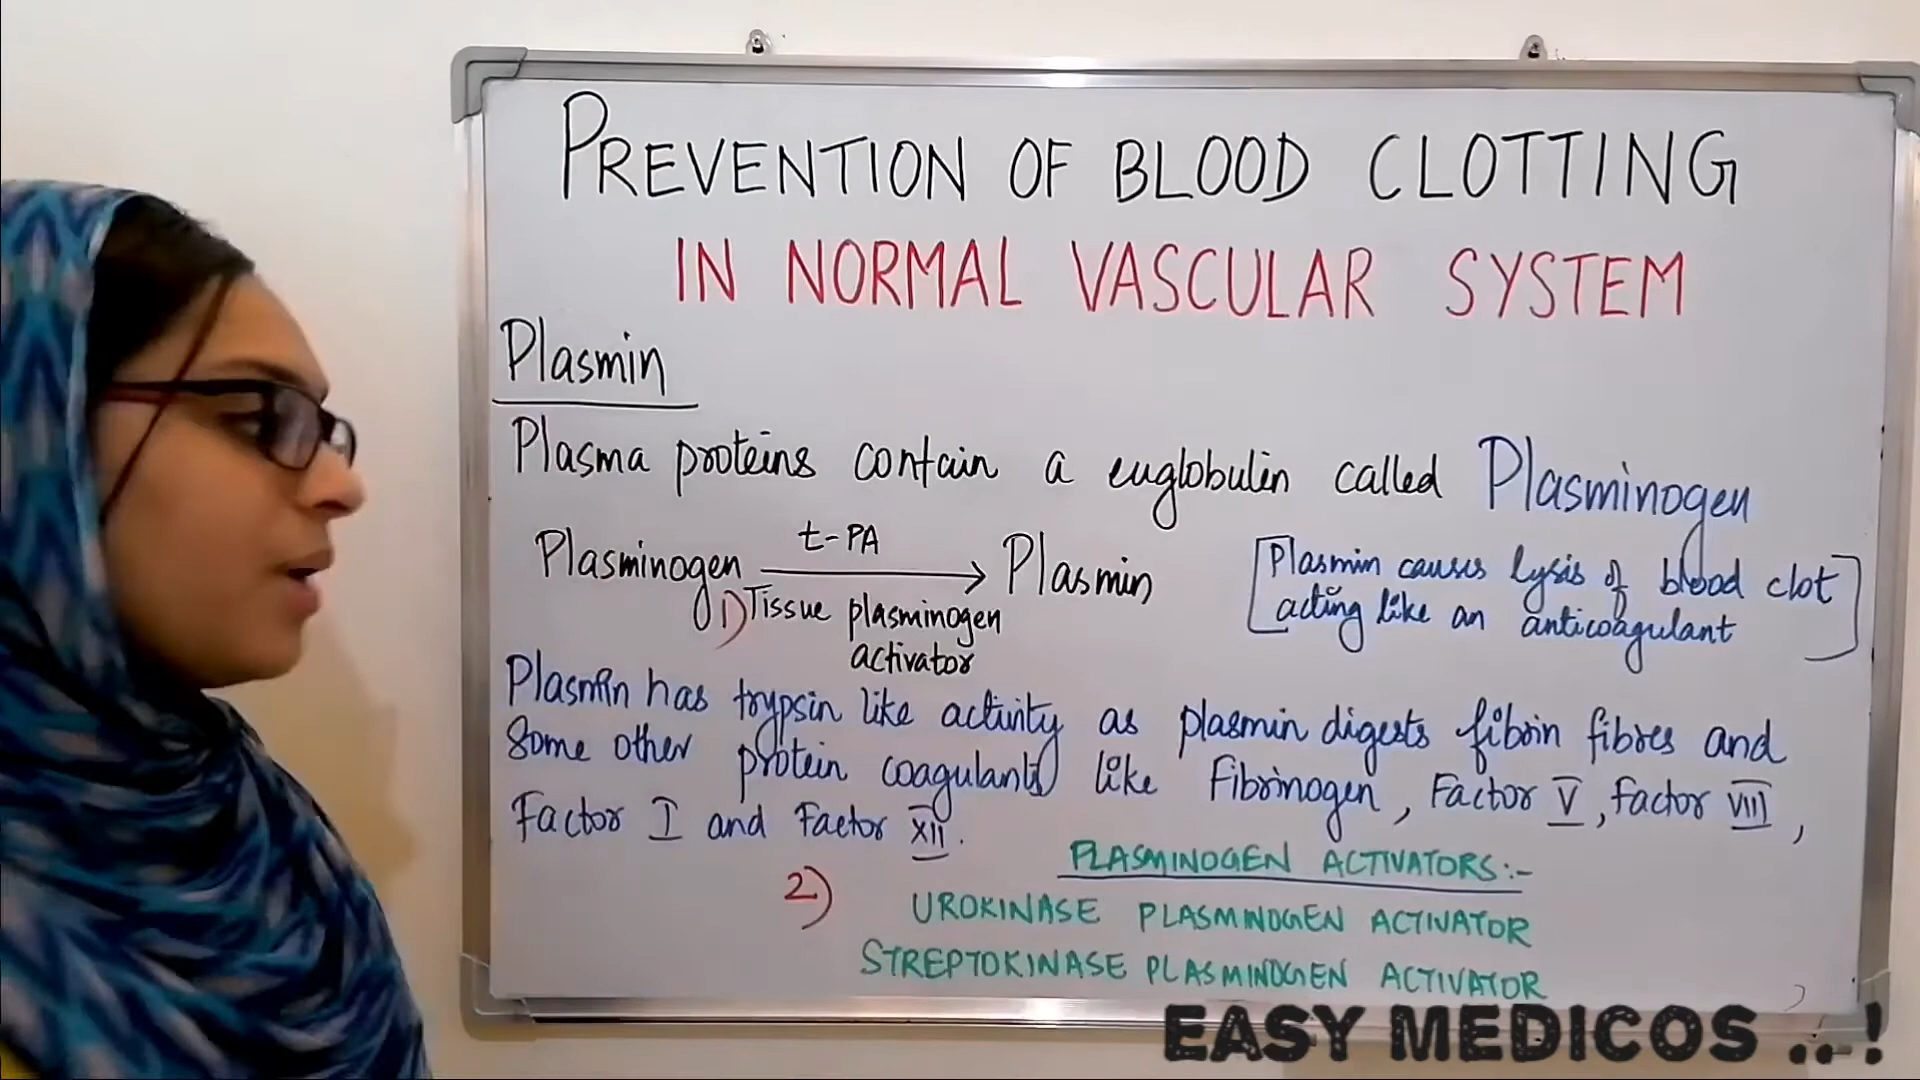 PREVENTION OF BLOOD CLOTTING
IN NORMAL VASCULAR SYSTEM
Plasmin
Plasma proteins contain a euglobulin called Plasminogen
Plasminogen t-PA Plasmin
1) Tissue plasminogen
activator
[Plasmin causes lysis of blood clot
acting like an anticoagulant]
Plasmin has trypsin like activity as plasmin digests fibrin fibres and
Some other protein coagulants like Fibrinogen, Factor V, factor VIII,
Factor I and Factor XII.
PLASMINOGEN ACTIVATORS:-
2) UROKINASE PLASMINOGEN ACTIVATOR
STREPTOKINASE PLASMINOGEN ACTIVATOR
EASY MEDICOS ..!